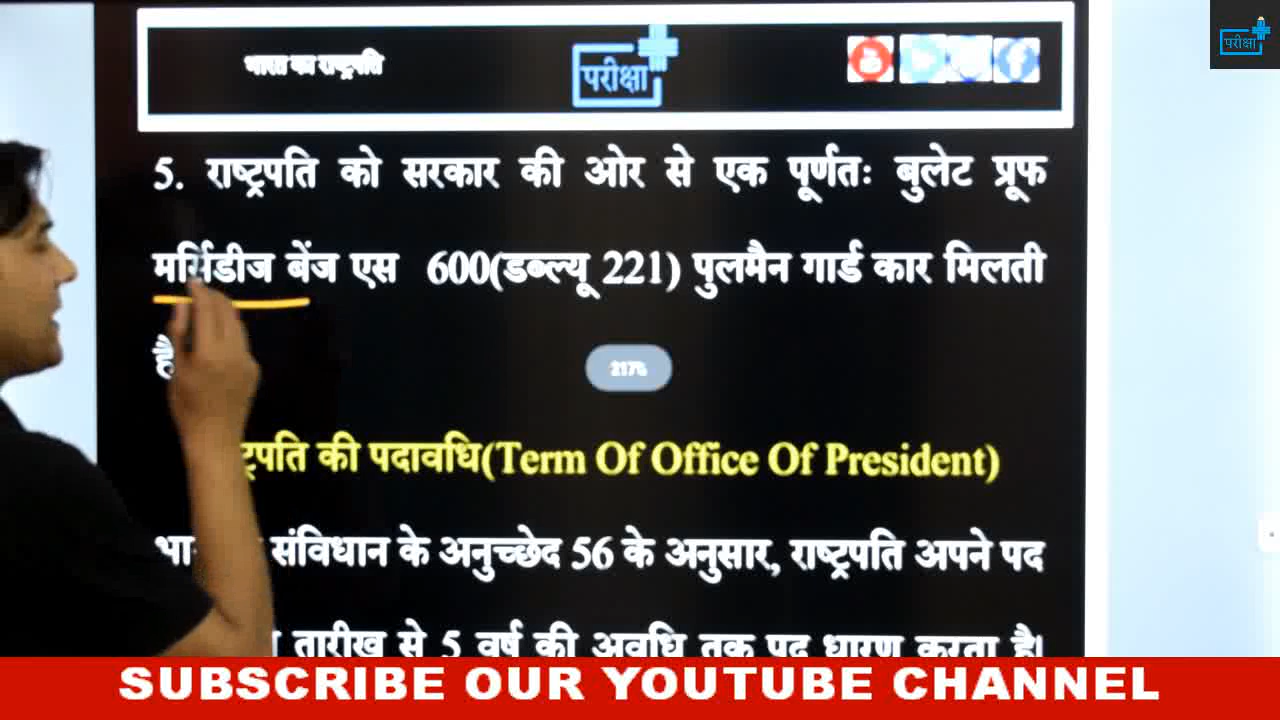 भारत का राष्ट्रपति
परीक्षा
परीक्षा
5. राष्ट्रपति को सरकार की ओर से एक पूर्णतः बुलेट प्रूफ
मर्सिडीज बेंज एस 600(डब्ल्यू 221) पुलमैन गार्ड कार मिलती
217%
की पदावधि(Term Of Office Of President)
संविधान के अनुच्छेद 56 के अनुसार, राष्ट्रपति अपने पद
तारीख से 5 वर्ष की अवधि तक पद धारण करता है।
SUBSCRIBE OUR YOUTUBE CHANNEL